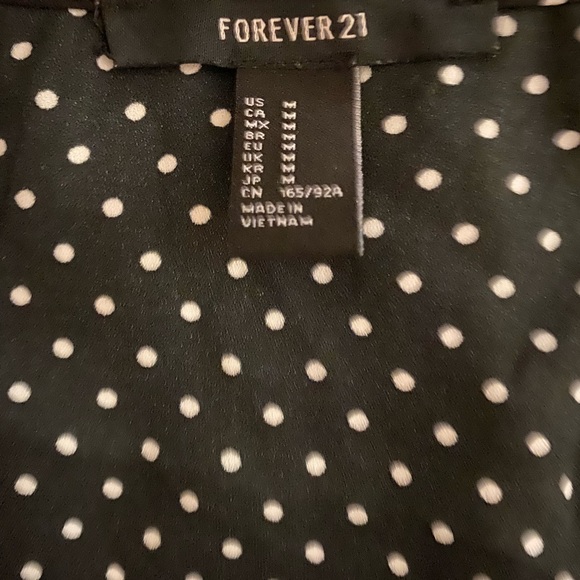 FOREVER 21
US M
CA M
MX M
BR M
EU M
UK M
KR M
JP M
CN 165/92A
MADE IN
VIETNAM